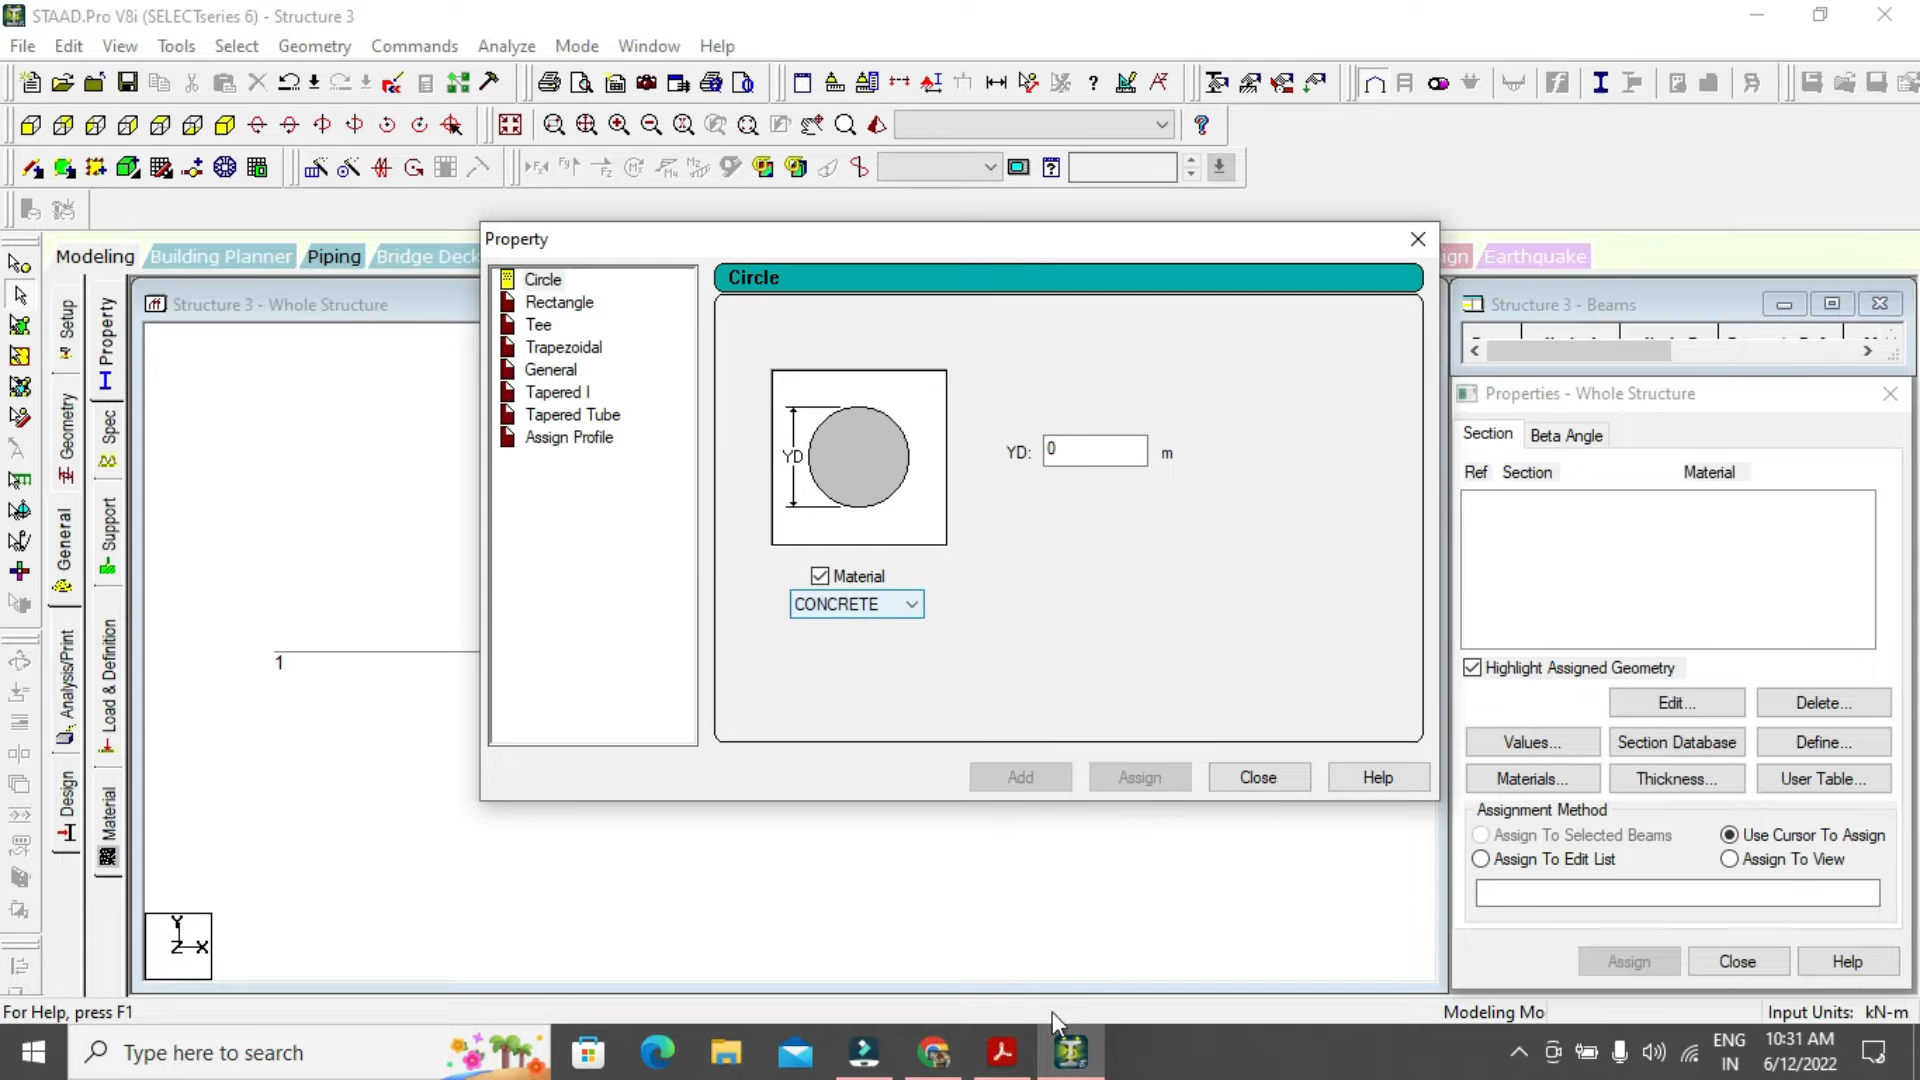 STAAD.Pro V8i (SELECTseries 6) - Structure 3
File Edit View Tools Select Geometry Commands Analyze Mode Window Help
Modeling Building Planner Piping Bridge Deck
ign Earthquake
Structure 3 - Whole Structure
Setup
Geometry
General
Analysis/Print
Design
Property
Spec
Support
Load & Definition
Material
1
Y
Z X
Property
Circle
Rectangle
Tee
Trapezoidal
General
Tapered I
Tapered Tube
Assign Profile
Circle
YD
YD: 0 m
Material
CONCRETE
Add Assign Close Help
Structure 3 - Beams
Properties - Whole Structure
Section Beta Angle
Ref Section Material
Highlight Assigned Geometry
Edit... Delete...
Values... Section Database Define...
Materials... Thickness... User Table...
Assignment Method
Assign To Selected Beams Use Cursor To Assign
Assign To Edit List Assign To View
Assign Close Help
For Help, press F1
Modeling Mo Input Units: kN-m
Type here to search
ENG
IN
10:31 AM
6/12/2022